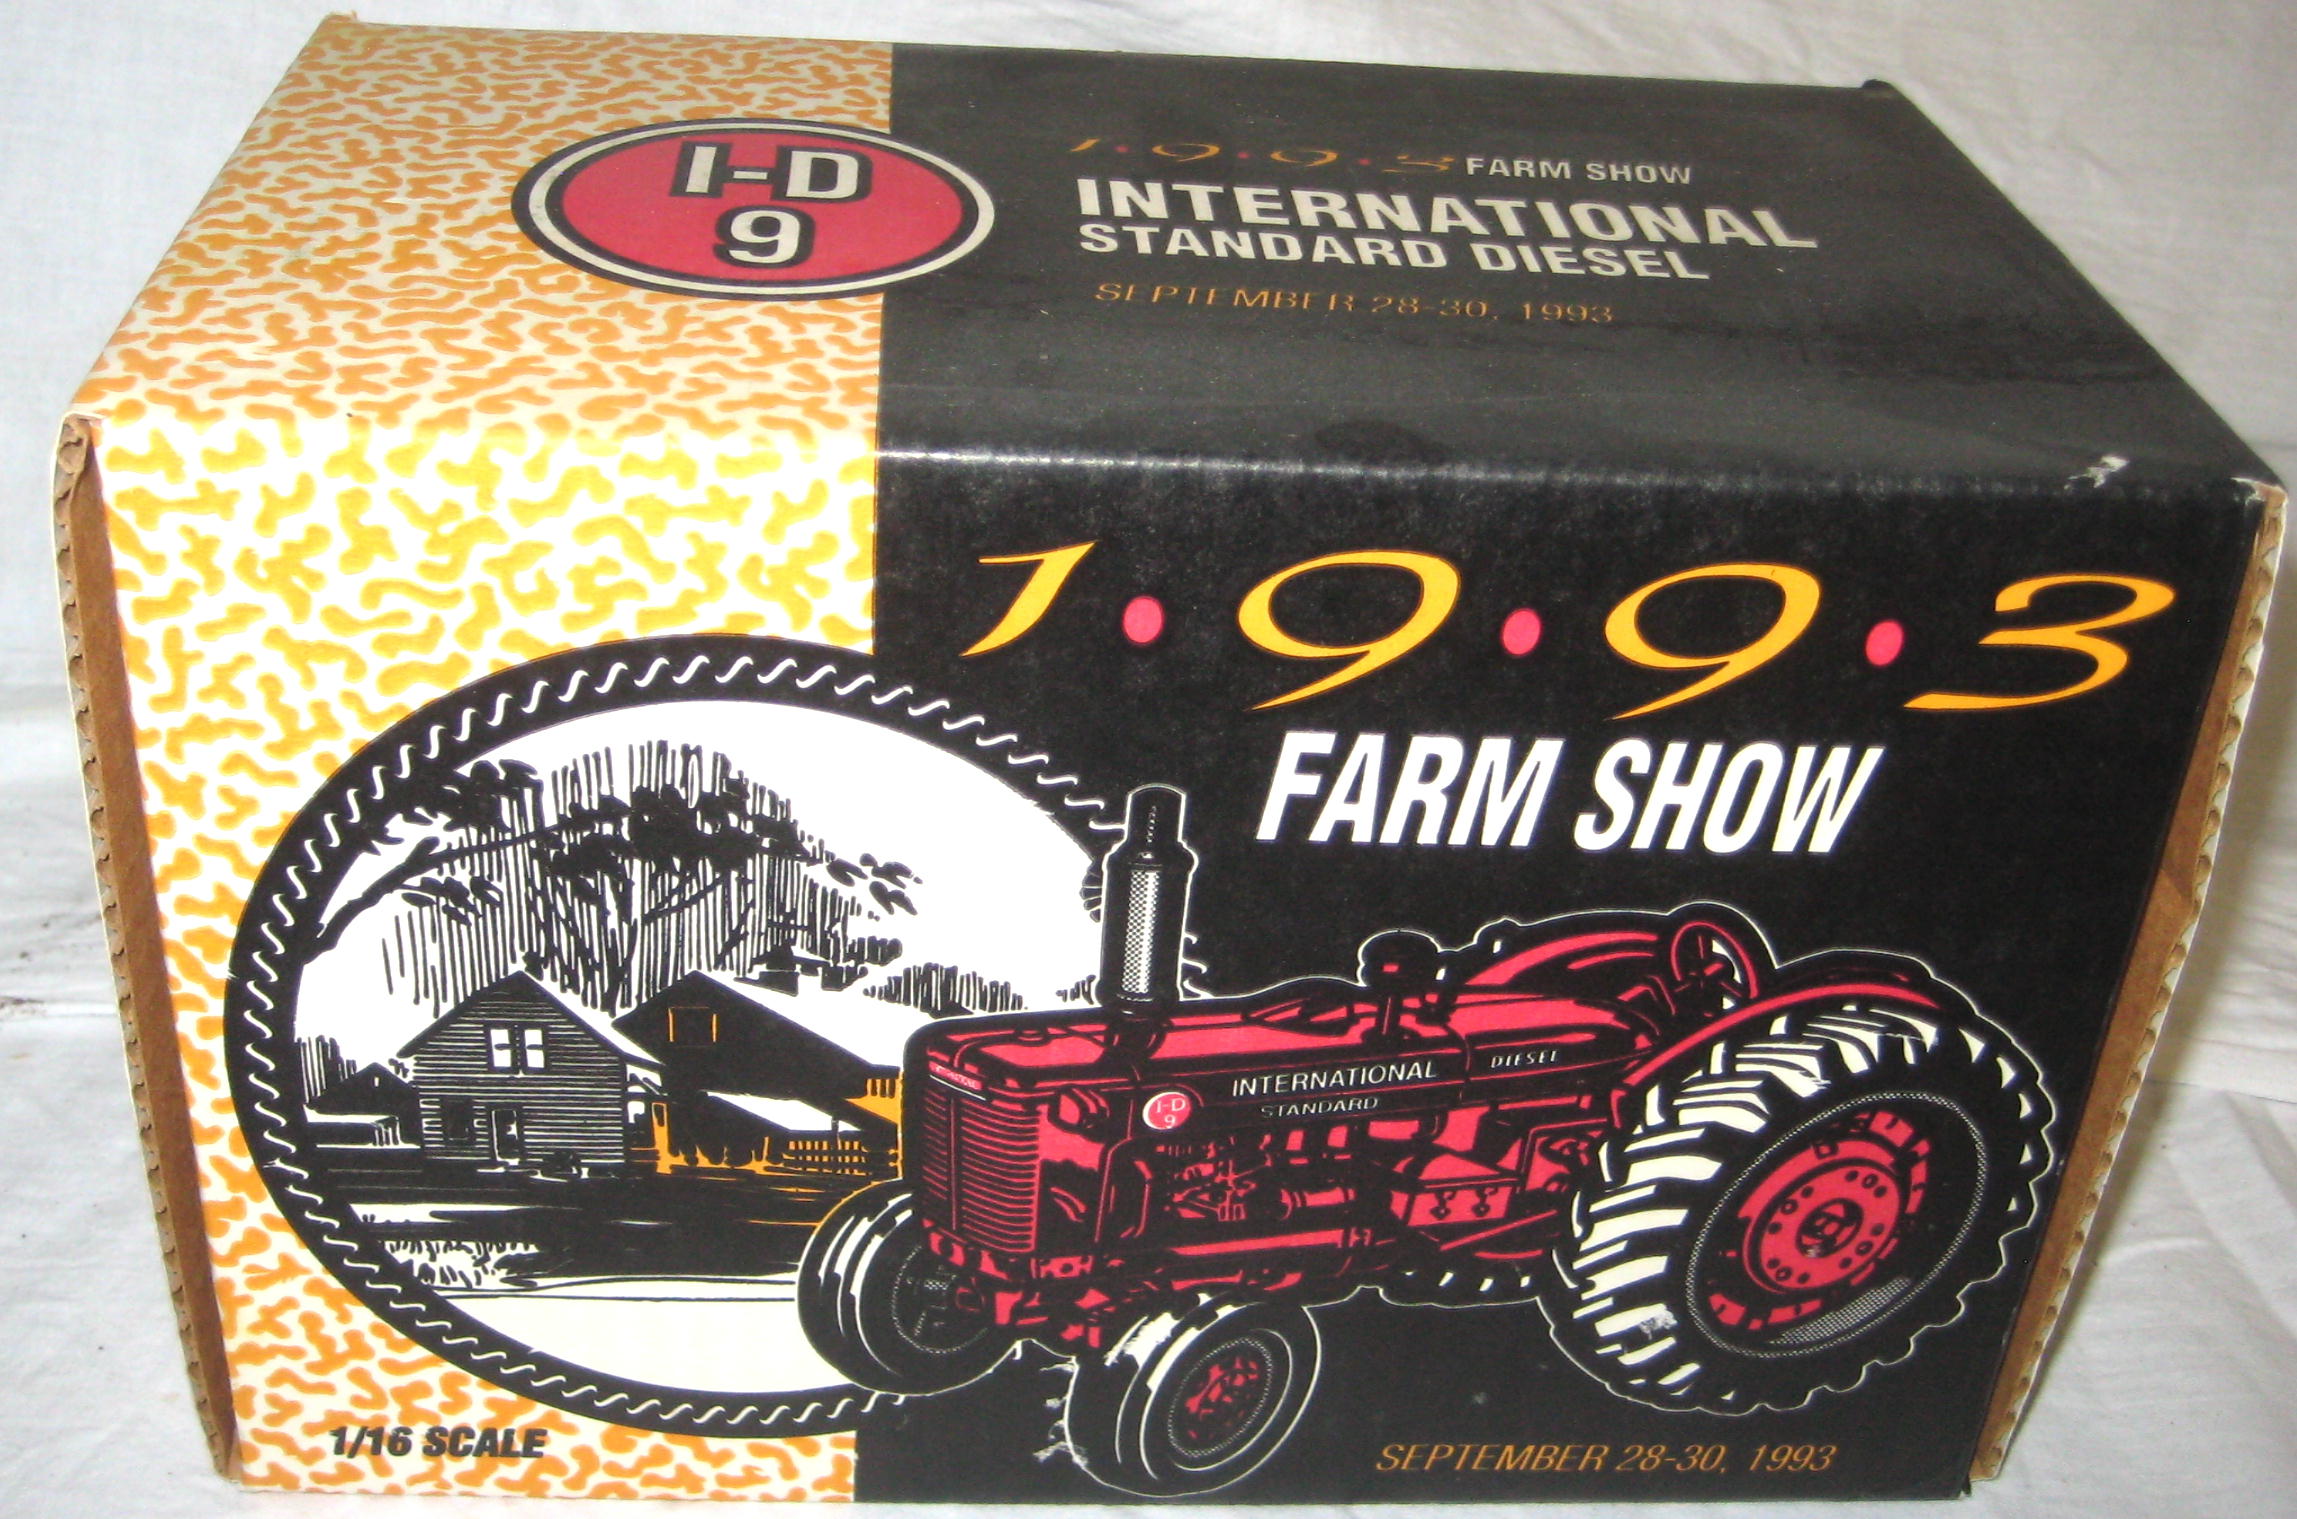 I-D
9
1·9·9·3 FARM SHOW
INTERNATIONAL
STANDARD DIESEL
SEPTEMBER 28-30, 1993
1·9·9·3
FARM SHOW
INTERNATIONAL
DIESEL
STANDARD
I-D
9
1/16 SCALE
SEPTEMBER 28-30, 1993